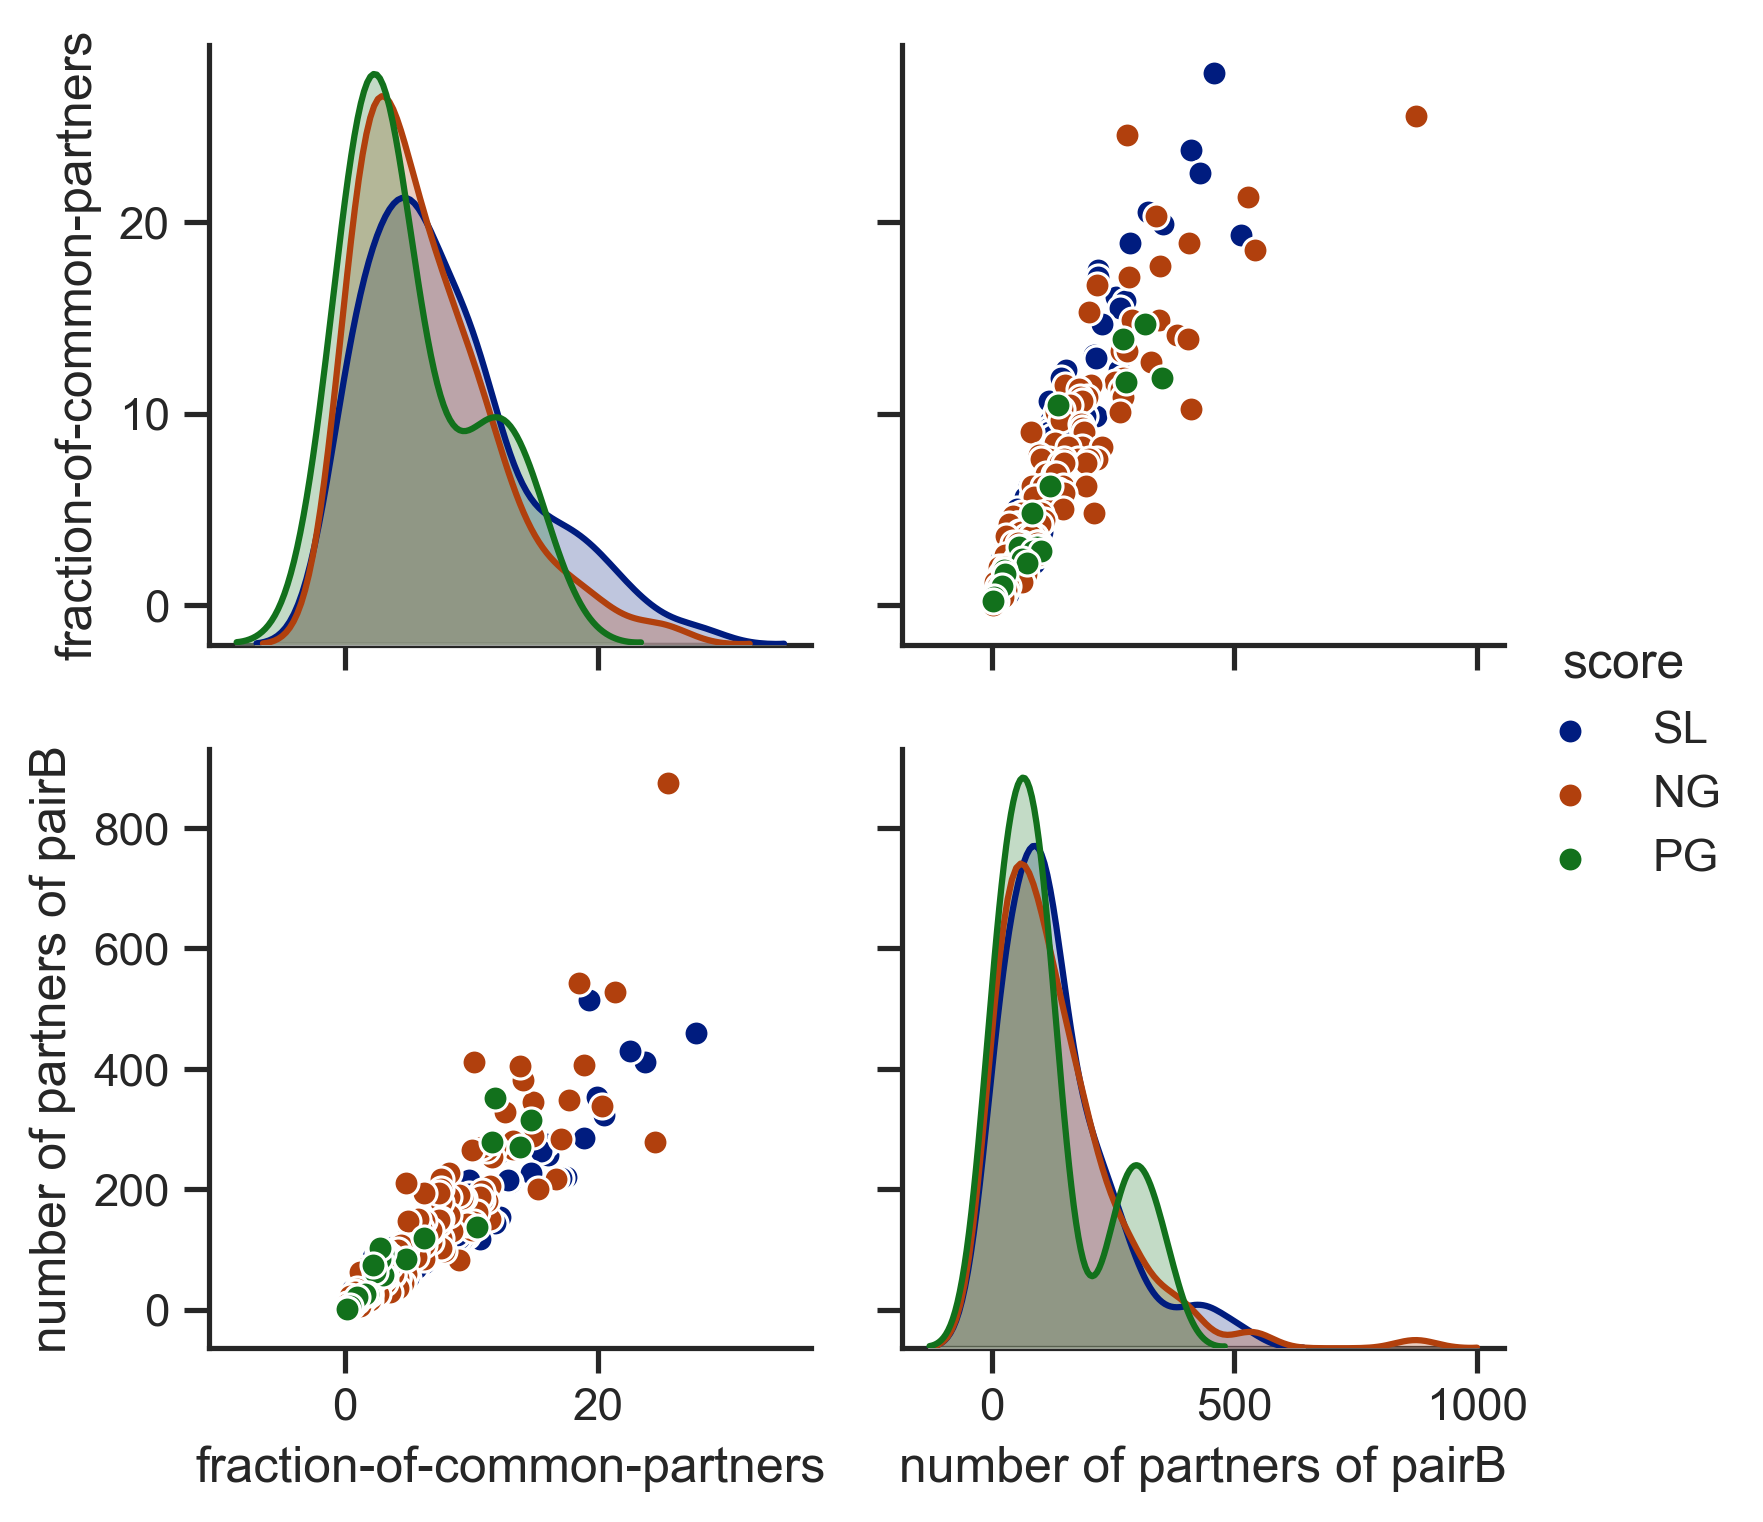 fraction-of-common-partners
20
10
0
score
SL
NG
PG
number of partners of pairB
800
600
400
200
0
0 20
fraction-of-common-partners
0 500 1000
number of partners of pairB